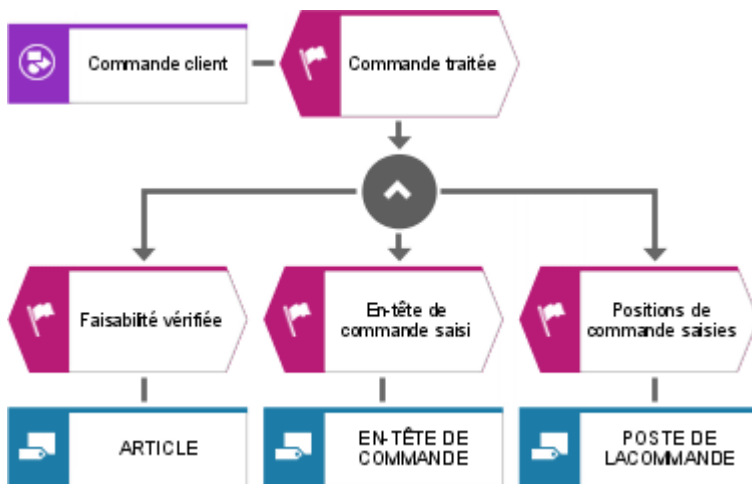 Commande client
Commande traitée
Faisabilité vérifiée
En-tête de
commande saisi
Positions de
commande saisies
ARTICLE
EN-TÊTE DE
COMMANDE
POSTE DE
LACOMMANDE